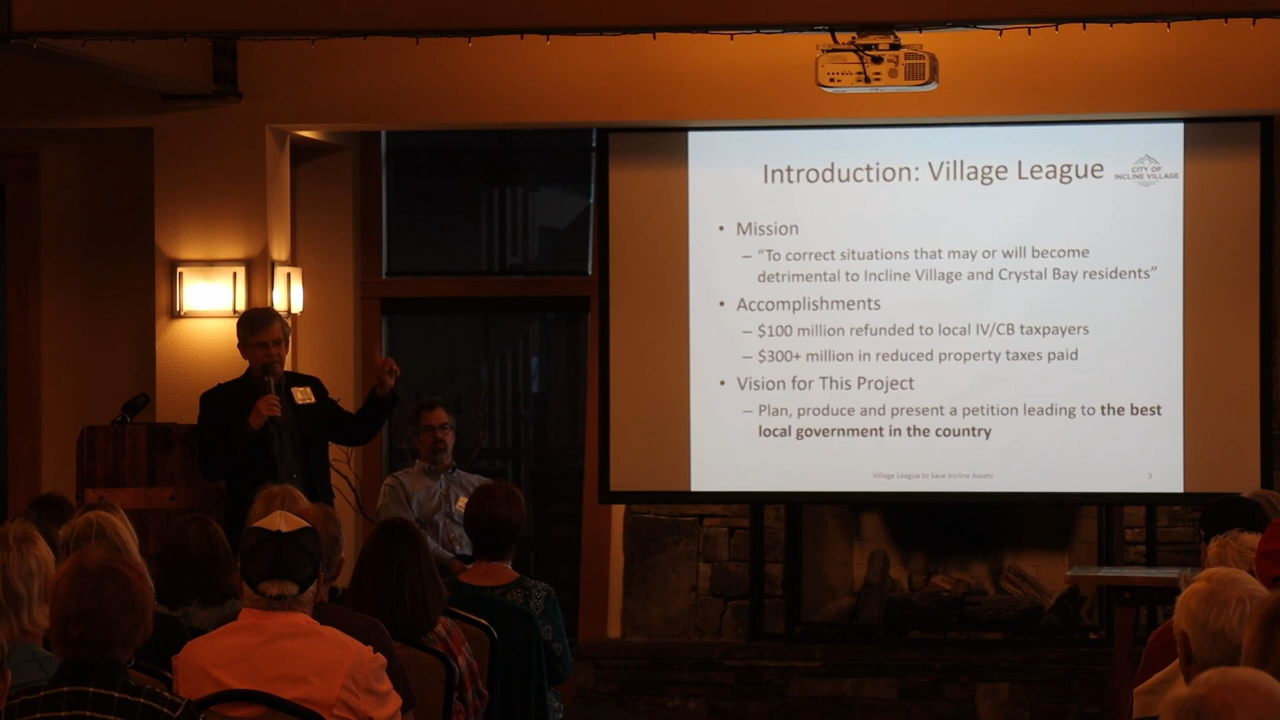 Introduction: Village League
CITY OF
INCLINE VILLAGE
• Mission
– “To correct situations that may or will become
detrimental to Incline Village and Crystal Bay residents”
• Accomplishments
– $100 million refunded to local IV/CB taxpayers
– $300+ million in reduced property taxes paid
• Vision for This Project
– Plan, produce and present a petition leading to the best
local government in the country
Village League to Save Incline Assets
3